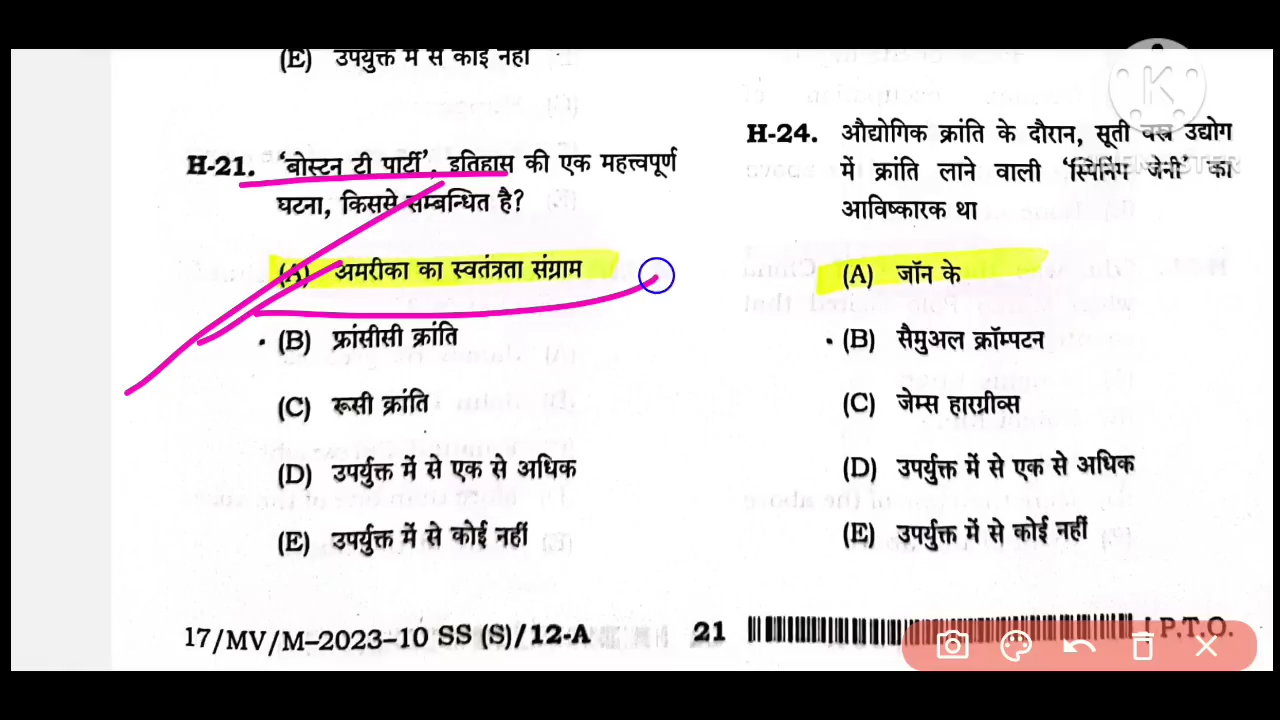 (E) उपर्युक्त में से कोई नहीं
H-21. ‘बोस्टन टी पार्टी’, इतिहास की एक महत्त्वपूर्ण
घटना, किससे सम्बन्धित है?
(A) अमरीका का स्वतंत्रता संग्राम
(B) फ्रांसीसी क्रांति
(C) रूसी क्रांति
(D) उपर्युक्त में से एक से अधिक
(E) उपर्युक्त में से कोई नहीं
H-24. औद्योगिक क्रांति के दौरान, सूती वस्त्र उद्योग
में क्रांति लाने वाली ‘स्पिनिंग जेनी’ का
आविष्कारक था
(A) जॉन के
(B) सैमुअल क्रॉम्पटन
(C) जेम्स हारग्रीव्स
(D) उपर्युक्त में से एक से अधिक
(E) उपर्युक्त में से कोई नहीं
17/MV/M–2023–10 SS (S)/12-A 21 [ P.T.O.
K